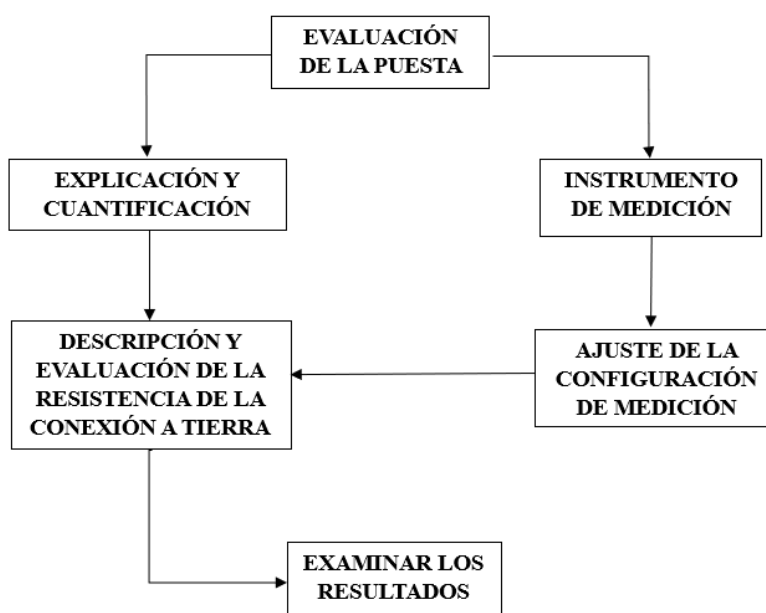 EVALUACIÓN
DE LA PUESTA
EXPLICACIÓN Y
CUANTIFICACIÓN
INSTRUMENTO
DE MEDICIÓN
DESCRIPCIÓN Y
EVALUACIÓN DE LA
RESISTENCIA DE LA
CONEXIÓN A TIERRA
AJUSTE DE LA
CONFIGURACIÓN
DE MEDICIÓN
EXAMINAR LOS
RESULTADOS